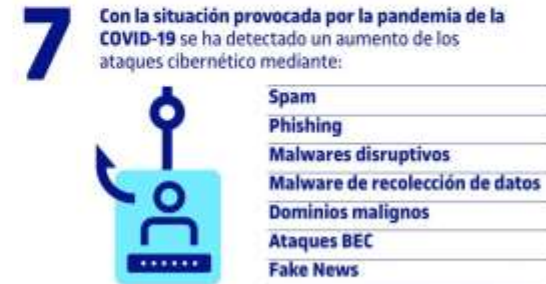 7
Con la situación provocada por la pandemia de la
COVID-19 se ha detectado un aumento de los
ataques cibernético mediante:
Spam
Phishing
Malwares disruptivos
Malware de recolección de datos
Dominios malignos
Ataques BEC
Fake News